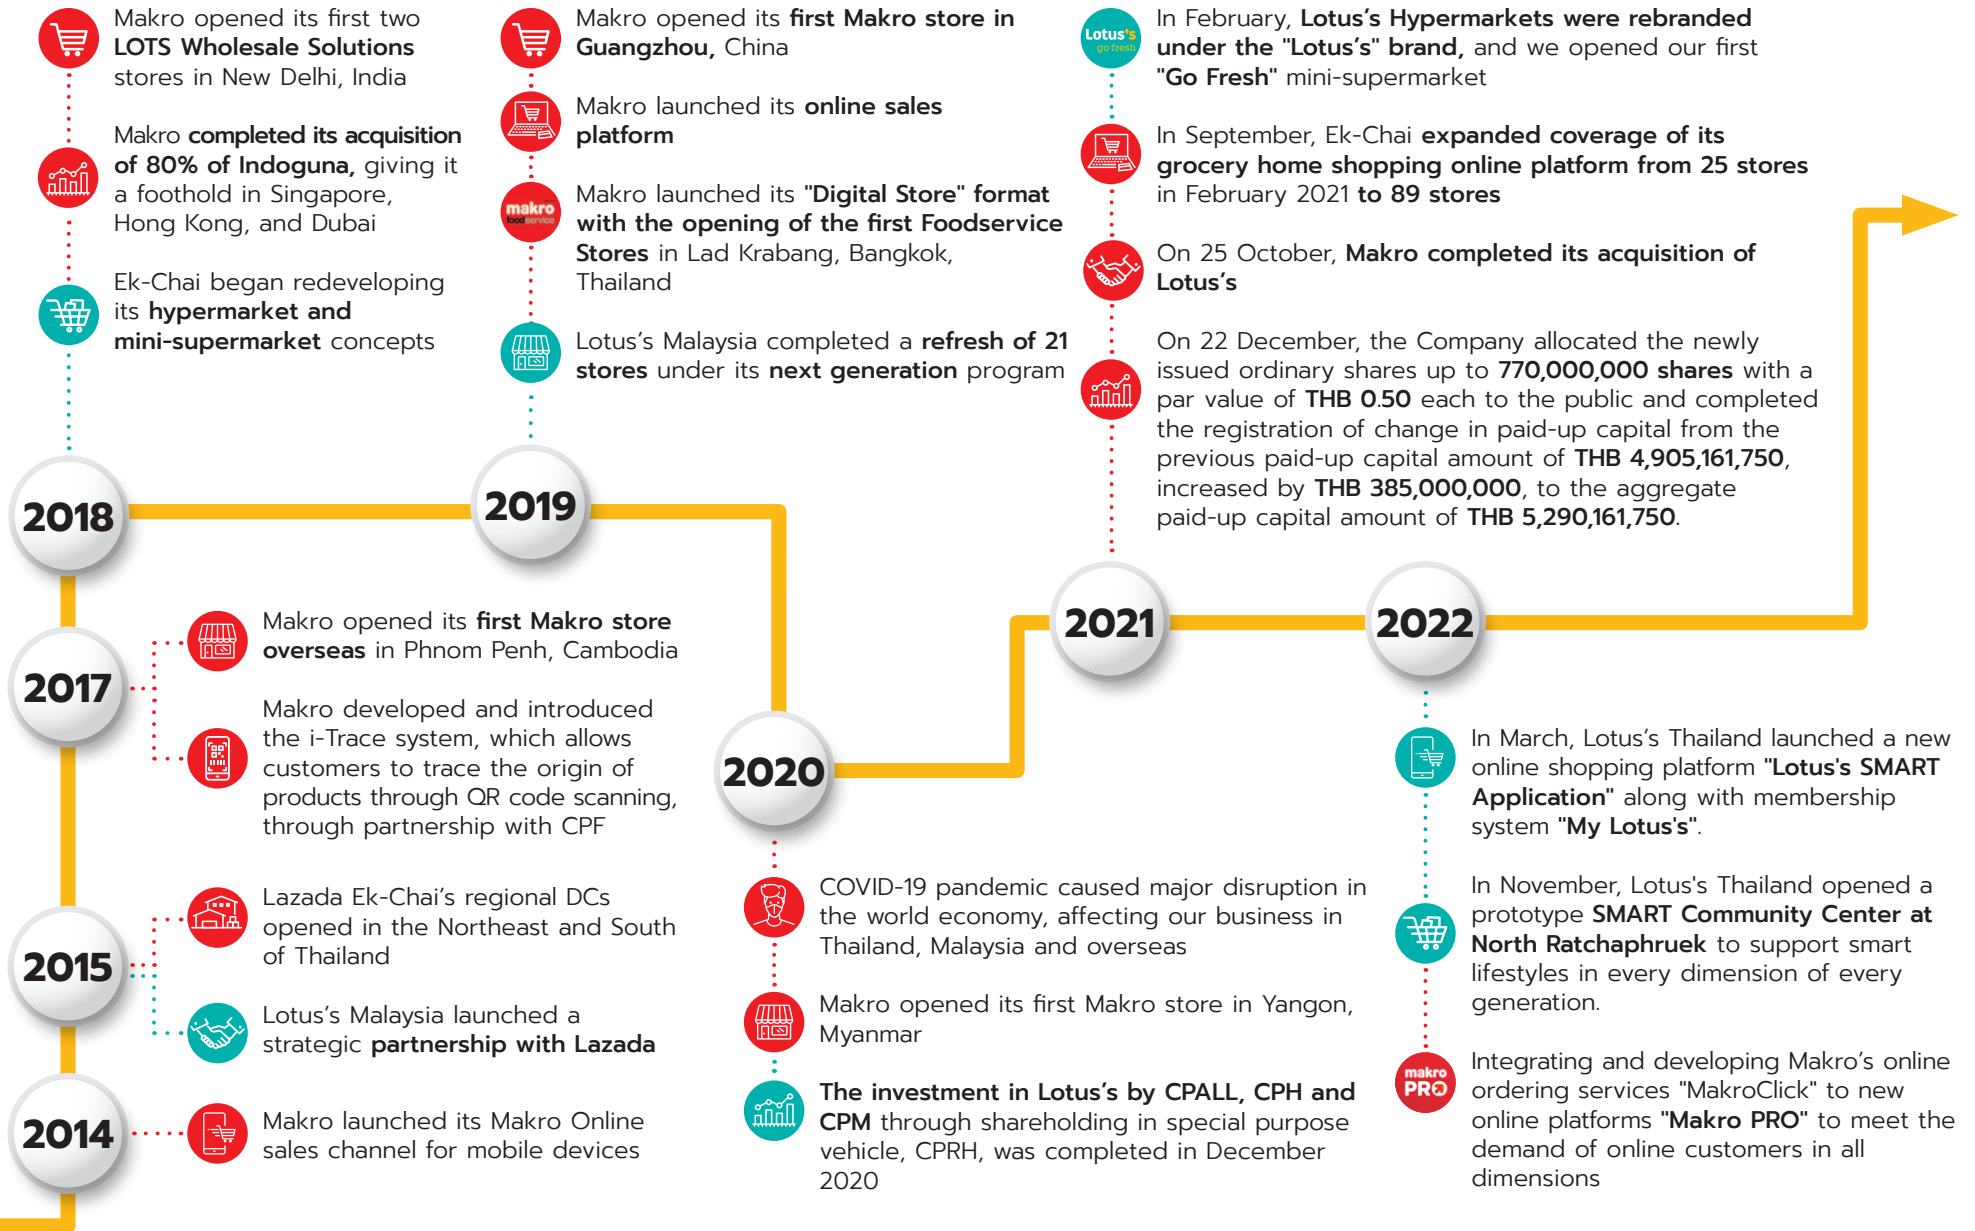 Makro opened its first two
LOTS Wholesale Solutions
stores in New Delhi, India
Makro completed its acquisition
of 80% of Indoguna, giving it
a foothold in Singapore,
Hong Kong, and Dubai
Ek-Chai began redeveloping
its hypermarket and
mini-supermarket concepts
2018
Makro opened its first Makro store in
Guangzhou, China
Makro launched its online sales
platform
makro
foodservice
Makro launched its "Digital Store" format
with the opening of the first Foodservice
Stores in Lad Krabang, Bangkok,
Thailand
Lotus's Malaysia completed a refresh of 21
stores under its next generation program
2019
Lotus's
go fresh
In February, Lotus's Hypermarkets were rebranded
under the "Lotus's" brand, and we opened our first
"Go Fresh" mini-supermarket
In September, Ek-Chai expanded coverage of its
grocery home shopping online platform from 25 stores
in February 2021 to 89 stores
On 25 October, Makro completed its acquisition of
Lotus's
On 22 December, the Company allocated the newly
issued ordinary shares up to 770,000,000 shares with a
par value of THB 0.50 each to the public and completed
the registration of change in paid-up capital from the
previous paid-up capital amount of THB 4,905,161,750,
increased by THB 385,000,000, to the aggregate
paid-up capital amount of THB 5,290,161,750.
2021
2022
2017
Makro opened its first Makro store
overseas in Phnom Penh, Cambodia
Makro developed and introduced
the i-Trace system, which allows
customers to trace the origin of
products through QR code scanning,
through partnership with CPF
2015
Lazada Ek-Chai's regional DCs
opened in the Northeast and South
of Thailand
Lotus's Malaysia launched a
strategic partnership with Lazada
2014
Makro launched its Makro Online
sales channel for mobile devices
2020
COVID-19 pandemic caused major disruption in
the world economy, affecting our business in
Thailand, Malaysia and overseas
Makro opened its first Makro store in Yangon,
Myanmar
The investment in Lotus's by CPALL, CPH and
CPM through shareholding in special purpose
vehicle, CPRH, was completed in December
2020
In March, Lotus's Thailand launched a new
online shopping platform "Lotus's SMART
Application" along with membership
system "My Lotus's".
In November, Lotus's Thailand opened a
prototype SMART Community Center at
North Ratchaphruek to support smart
lifestyles in every dimension of every
generation.
makro
PRO
Integrating and developing Makro's online
ordering services "MakroClick" to new
online platforms "Makro PRO" to meet the
demand of online customers in all
dimensions